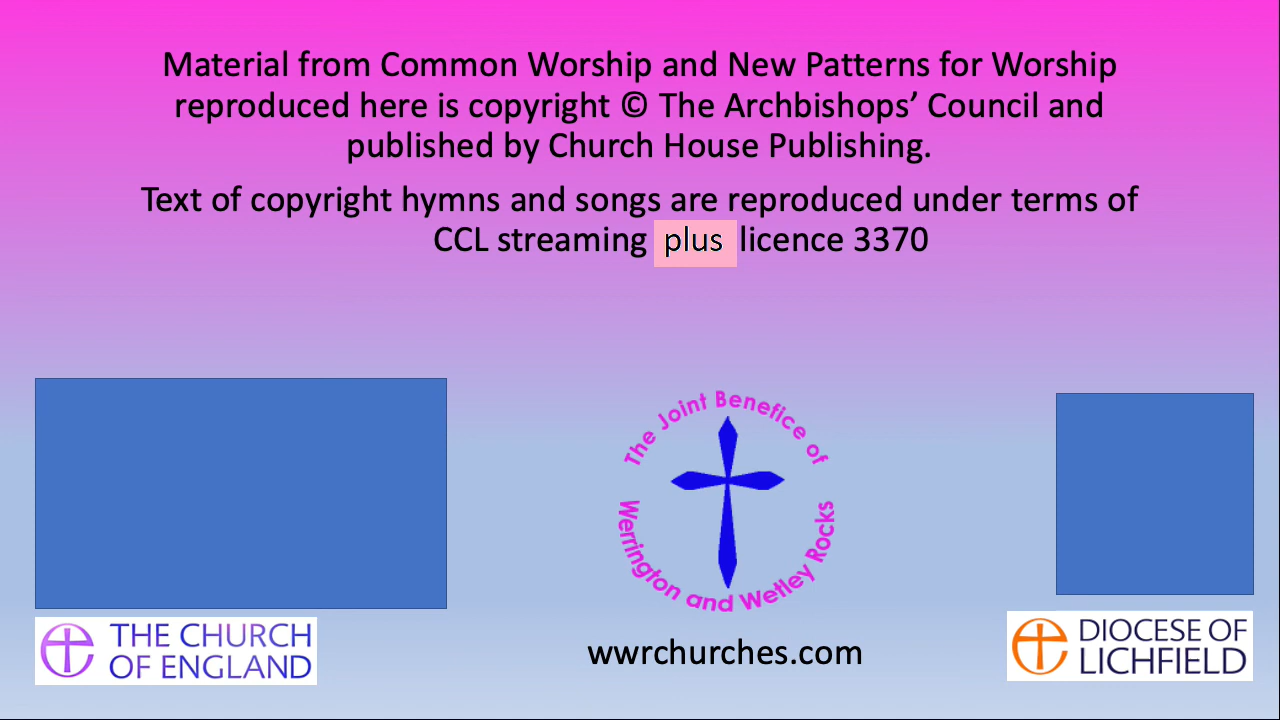 Material from Common Worship and New Patterns for Worship
reproduced here is copyright © The Archbishops’ Council and
published by Church House Publishing.
Text of copyright hymns and songs are reproduced under terms of
CCL streaming plus licence 3370
The Joint Benefice of
Werrington and Wetley Rocks
THE CHURCH
OF ENGLAND
wwrchurches.com
DIOCESE OF
LICHFIELD